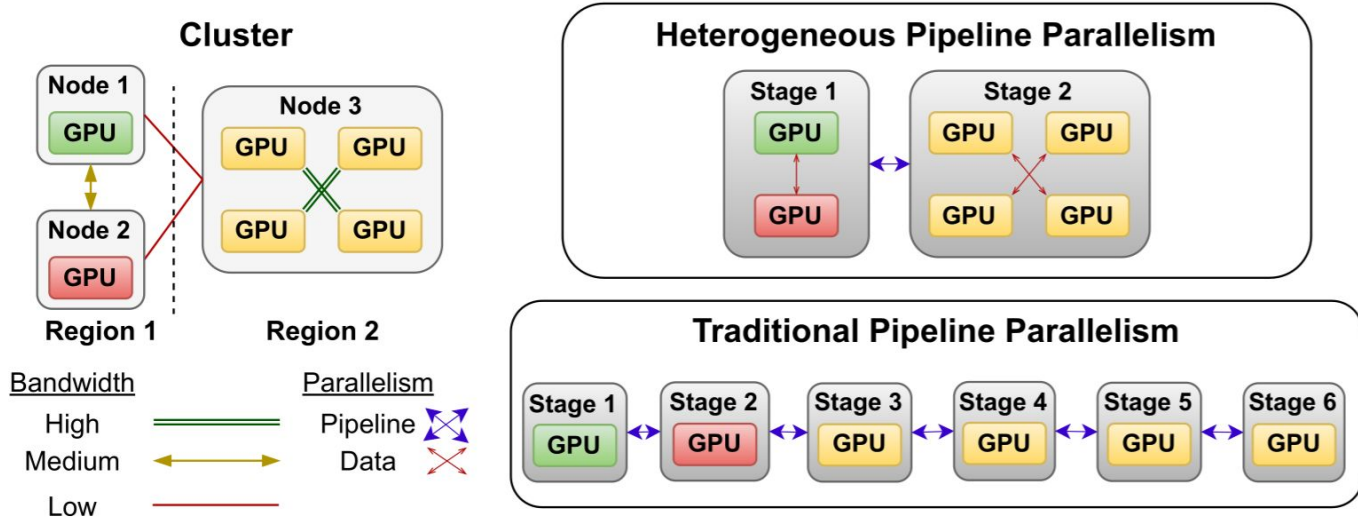 Cluster
Node 1
GPU
Node 2
GPU
Node 3
GPU GPU
GPU GPU
Region 1 Region 2
Bandwidth
High
Medium
Low
Parallelism
Pipeline
Data
Heterogeneous Pipeline Parallelism
Stage 1
GPU
GPU
Stage 2
GPU GPU
GPU GPU
Traditional Pipeline Parallelism
Stage 1 Stage 2 Stage 3 Stage 4 Stage 5 Stage 6
GPU GPU GPU GPU GPU GPU